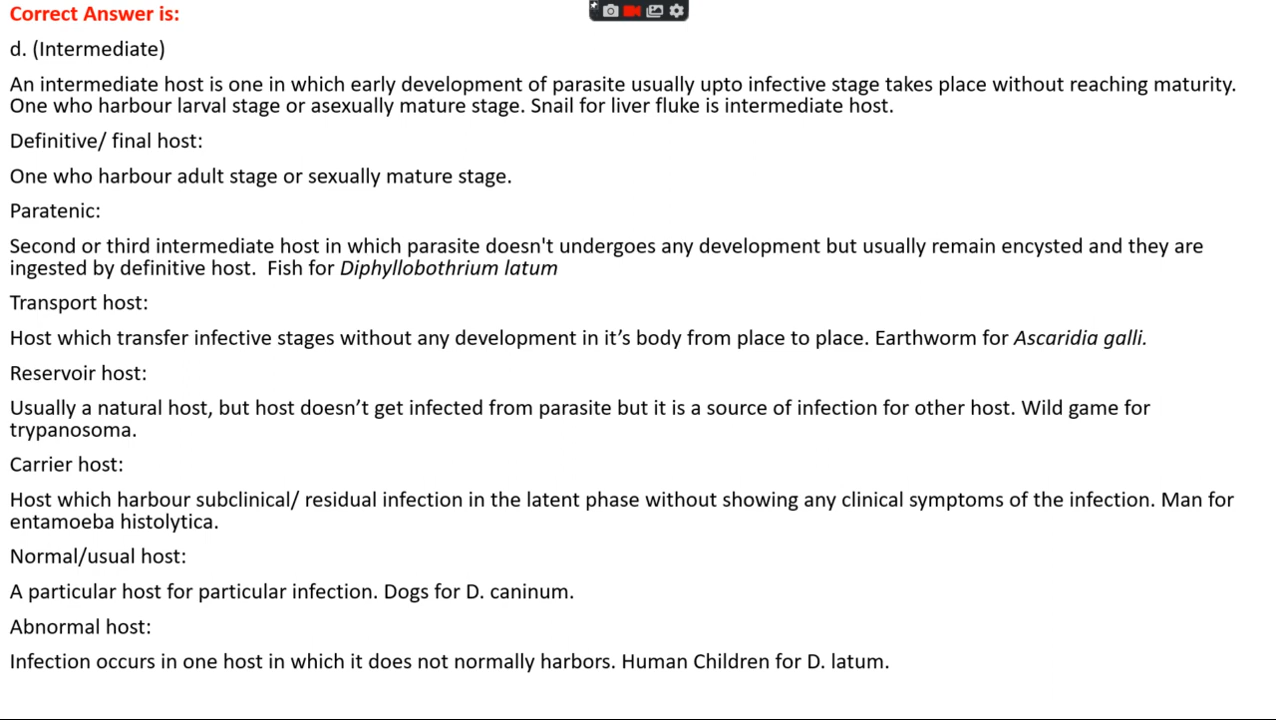 Correct Answer is:
d. (Intermediate)
An intermediate host is one in which early development of parasite usually upto infective stage takes place without reaching maturity.
One who harbour larval stage or asexually mature stage. Snail for liver fluke is intermediate host.
Definitive/ final host:
One who harbour adult stage or sexually mature stage.
Paratenic:
Second or third intermediate host in which parasite doesn't undergoes any development but usually remain encysted and they are
ingested by definitive host.  Fish for Diphyllobothrium latum
Transport host:
Host which transfer infective stages without any development in it’s body from place to place. Earthworm for Ascaridia galli.
Reservoir host:
Usually a natural host, but host doesn’t get infected from parasite but it is a source of infection for other host. Wild game for
trypanosoma.
Carrier host:
Host which harbour subclinical/ residual infection in the latent phase without showing any clinical symptoms of the infection. Man for
entamoeba histolytica.
Normal/usual host:
A particular host for particular infection. Dogs for D. caninum.
Abnormal host:
Infection occurs in one host in which it does not normally harbors. Human Children for D. latum.